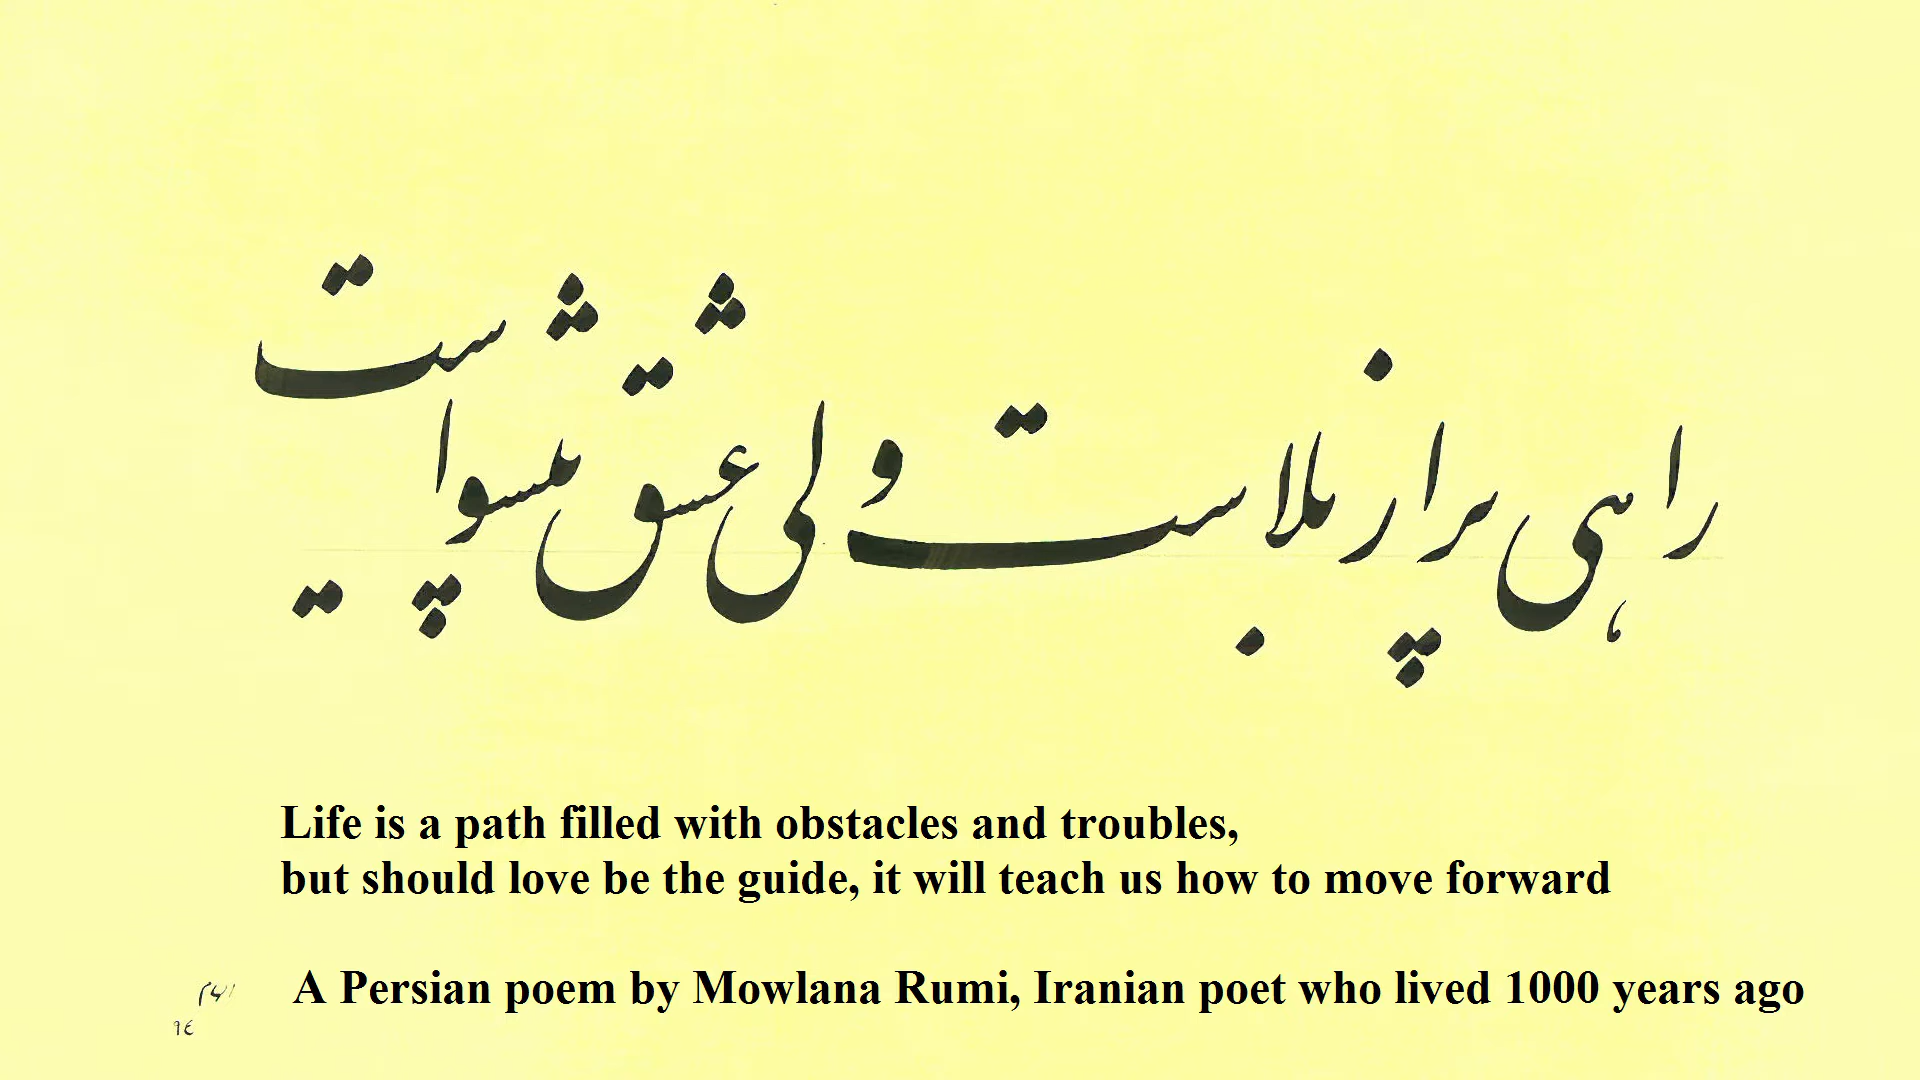 راهی پر از بلاست ولی عشق پیشواست
Life is a path filled with obstacles and troubles,
but should love be the guide, it will teach us how to move forward
A Persian poem by Mowlana Rumi, Iranian poet who lived 1000 years ago
۹٤